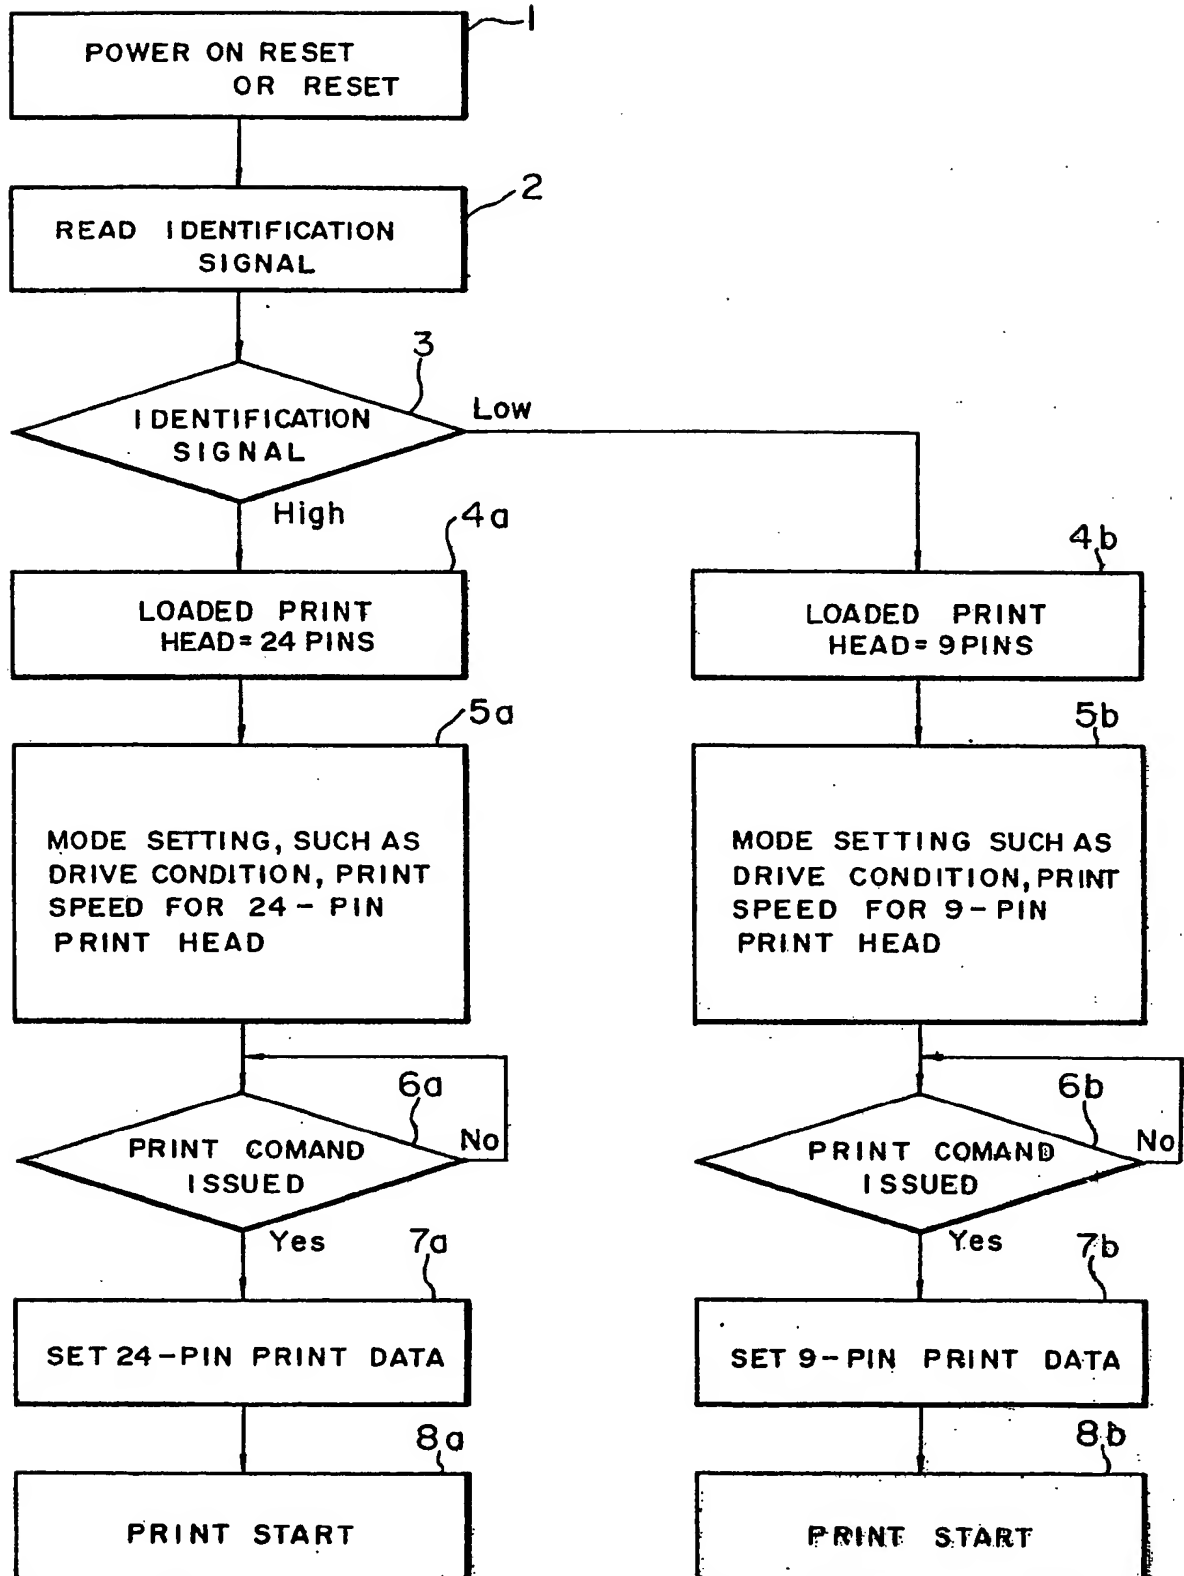 1
POWER ON RESET
OR RESET
2
READ IDENTIFICATION
SIGNAL
3
IDENTIFICATION
SIGNAL
Low
High
4a
LOADED PRINT
HEAD=24 PINS
4b
LOADED PRINT
HEAD=9PINS
5a
MODE SETTING, SUCH AS
DRIVE CONDITION, PRINT
SPEED FOR 24-PIN
PRINT HEAD
5b
MODE SETTING SUCH AS
DRIVE CONDITION, PRINT
SPEED FOR 9-PIN
PRINT HEAD
6a
PRINT COMAND
ISSUED
No
Yes
6b
PRINT COMAND
ISSUED
No
Yes
7a
SET 24-PIN PRINT DATA
7b
SET 9-PIN PRINT DATA
8a
PRINT START
8b
PRINT START